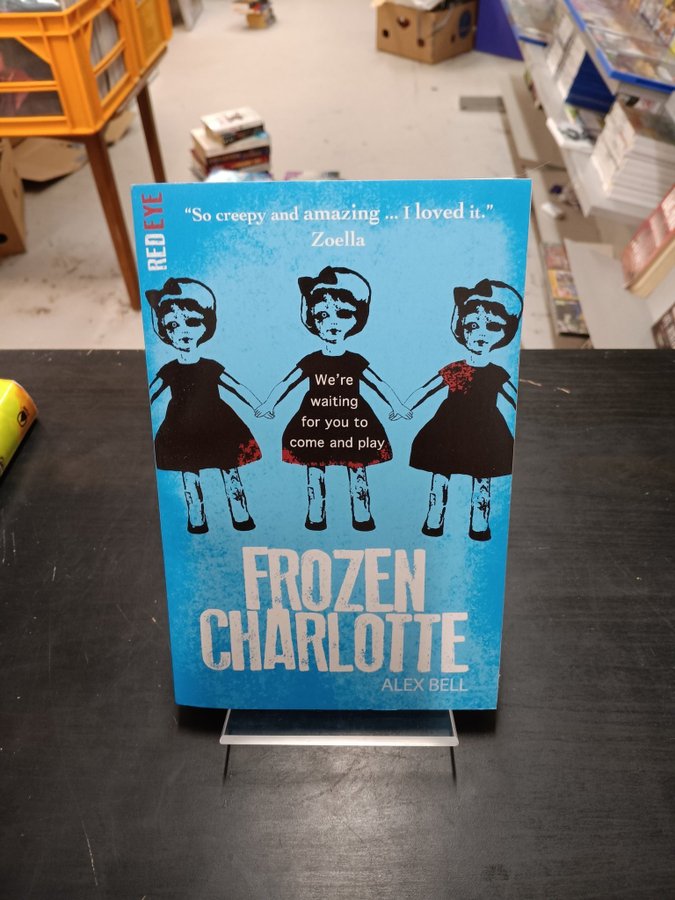 RED EYE
“So creepy and amazing ... I loved it.”
Zoella
We’re
waiting
for you to
come and play
FROZEN
CHARLOTTE
ALEX BELL